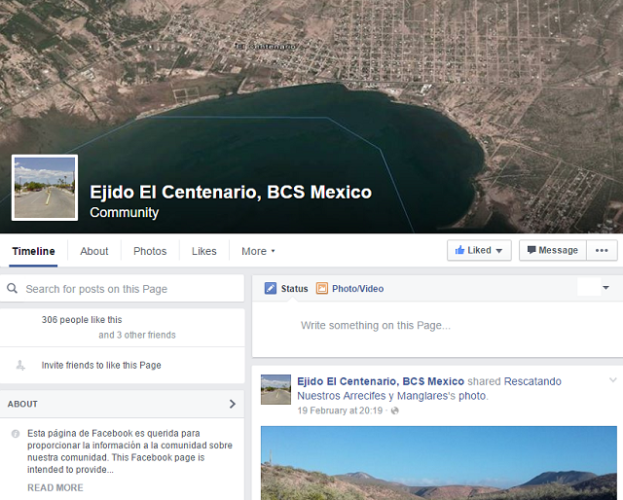 Ejido El Centenario, BCS Mexico
Community
Timeline
About
Photos
Likes
More
Liked
Message
Search for posts on this Page
306 people like this
and 3 other friends
Invite friends to like this Page
ABOUT
Esta página de Facebook es querida para
proporcionar la información a la comunidad sobre
nuestra comunidad. This Facebook page is
intended to provide...
READ MORE
Status
Photo/Video
Write something on this Page...
Ejido El Centenario, BCS Mexico shared Rescatando
Nuestros Arrecifes y Manglares's photo.
19 February at 20:19 ·